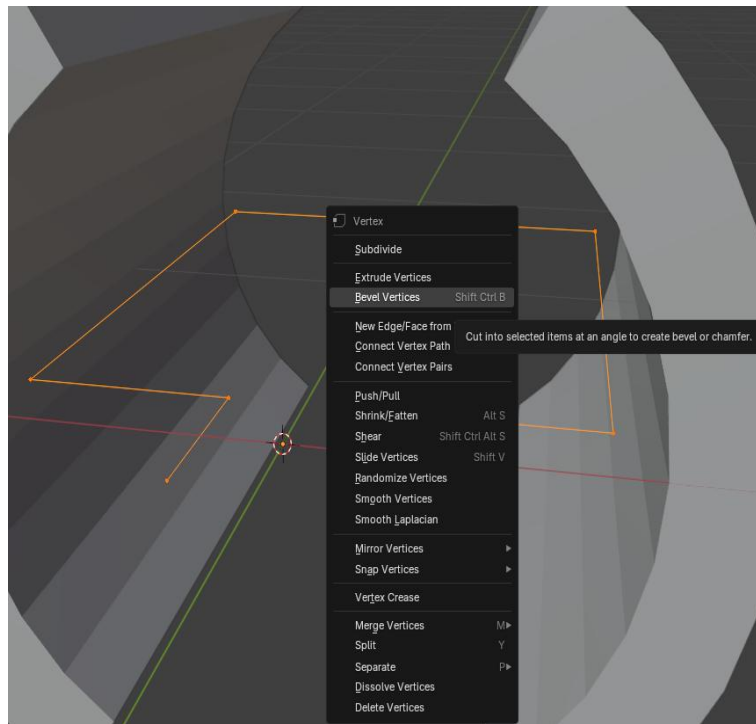 Vertex
Subdivide
Extrude Vertices
Bevel Vertices Shift Ctrl B
New Edge/Face from
Cut into selected items at an angle to create bevel or chamfer.
Connect Vertex Path
Connect Vertex Pairs
Push/Pull
Shrink/Fatten Alt S
Shear Shift Ctrl Alt S
Slide Vertices Shift V
Randomize Vertices
Smooth Vertices
Smooth Laplacian
Mirror Vertices
Snap Vertices
Vertex Crease
Merge Vertices M
Split Y
Separate P
Dissolve Vertices
Delete Vertices